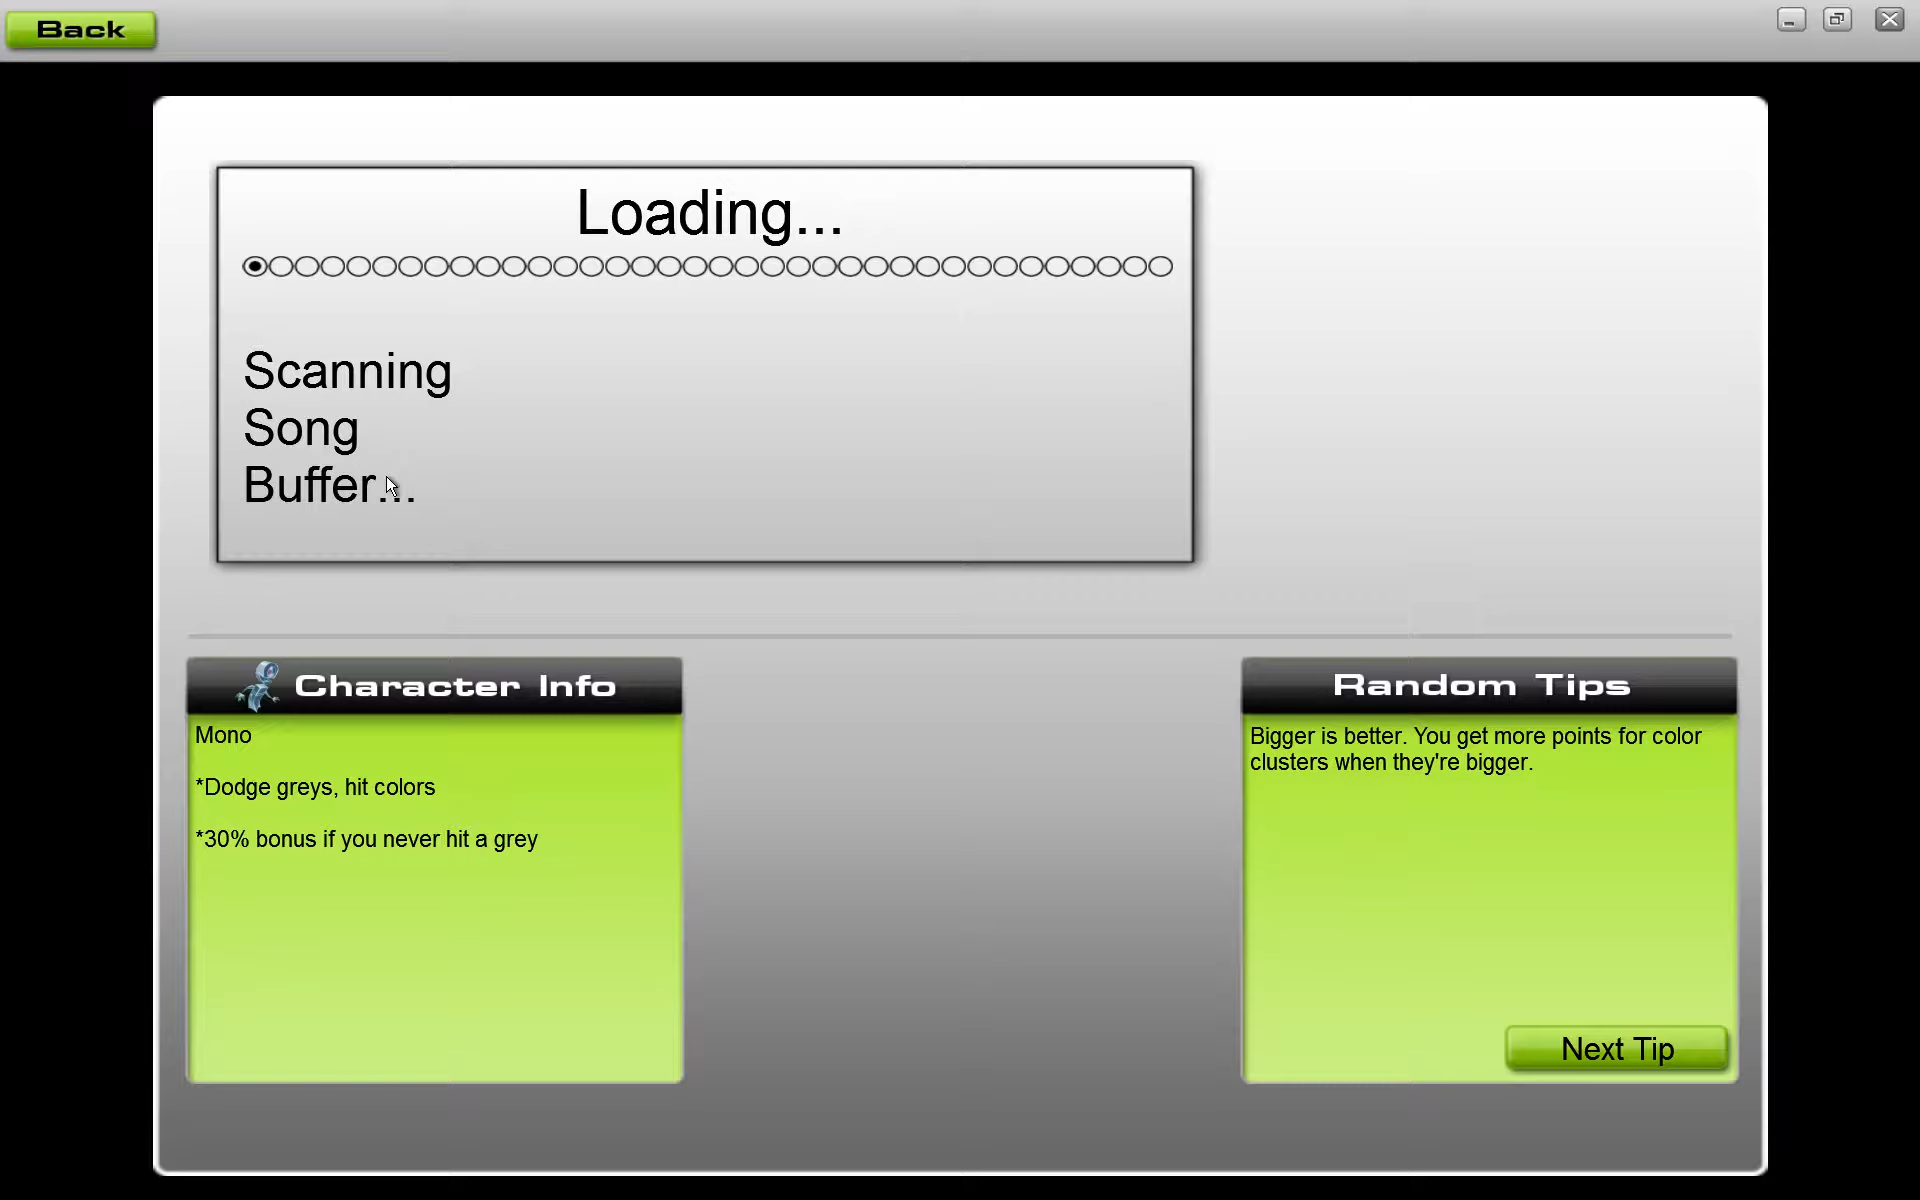 Back
Loading...
Scanning
Song
Buffer...
Character Info
Mono
*Dodge greys, hit colors
*30% bonus if you never hit a grey
Random Tips
Bigger is better. You get more points for color
clusters when they're bigger.
Next Tip